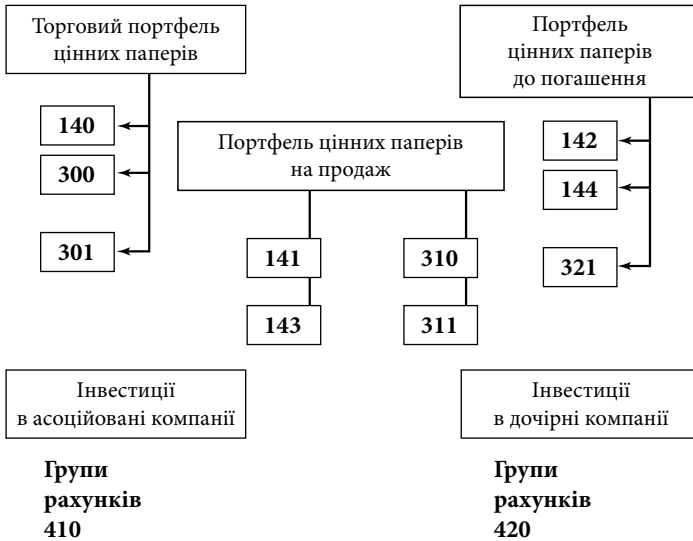 Торговий портфель
цінних паперів
140
300
301
Портфель цінних паперів
на продаж
141
310
143
311
Портфель
цінних паперів
до погашення
142
144
321
Інвестиції
в асоційовані компанії
Групи
рахунків
410
Інвестиції
в дочірні компанії
Групи
рахунків
420